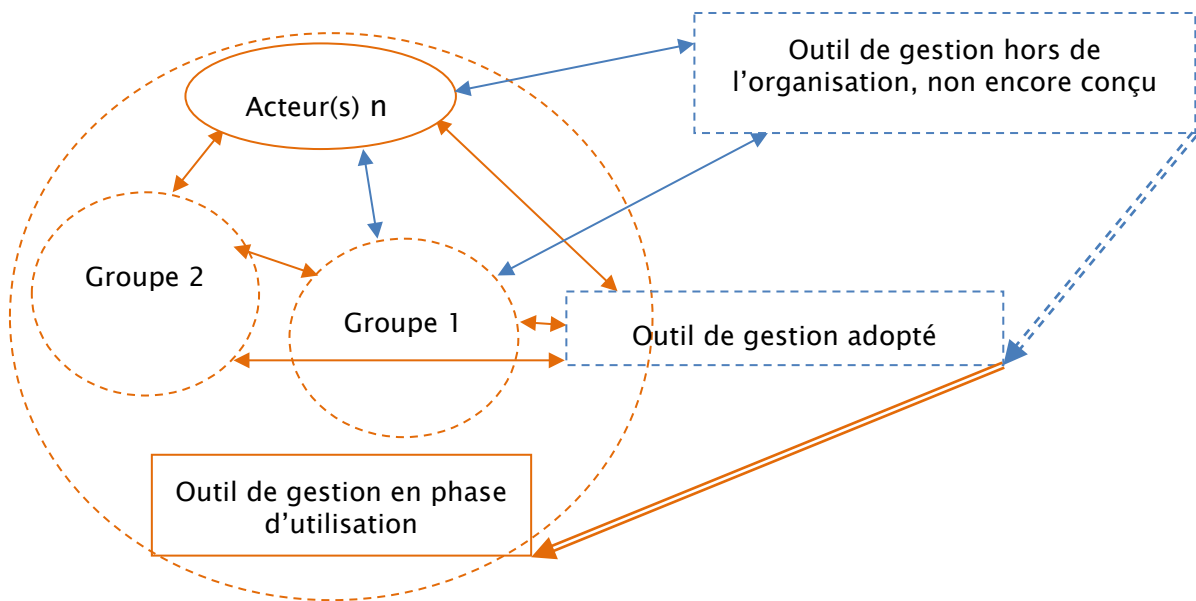 Outil de gestion hors de
l'organisation, non encore conçu
Acteur(s) n
Groupe 2
Groupe 1
Outil de gestion adopté
Outil de gestion en phase
d'utilisation